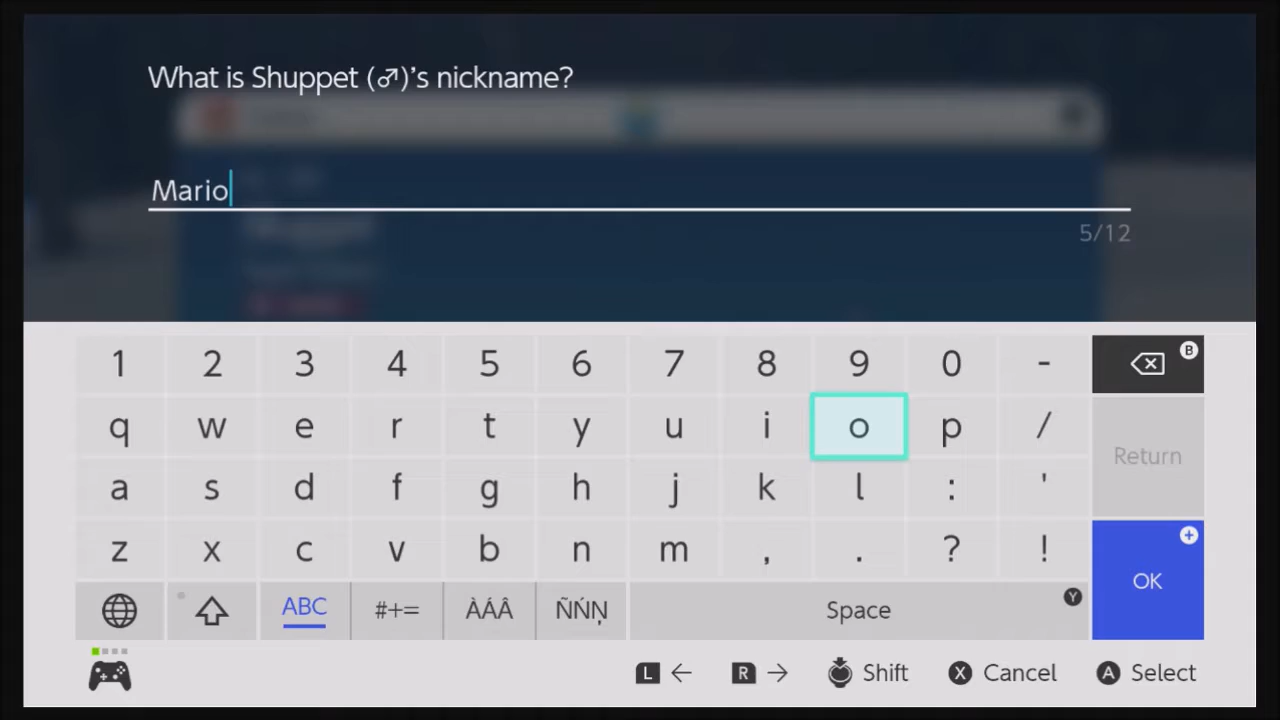 What is Shuppet (♂)'s nickname?
Mario
5/12
1 2 3 4 5 6 7 8 9 0 - B
q w e r t y u i o p / Return
a s d f g h j k l : '
z x c v b n m , . ? ! + OK
ABC #+= ÀÁÂ ÑŃŅ Space Y
L ← R → Shift X Cancel A Select